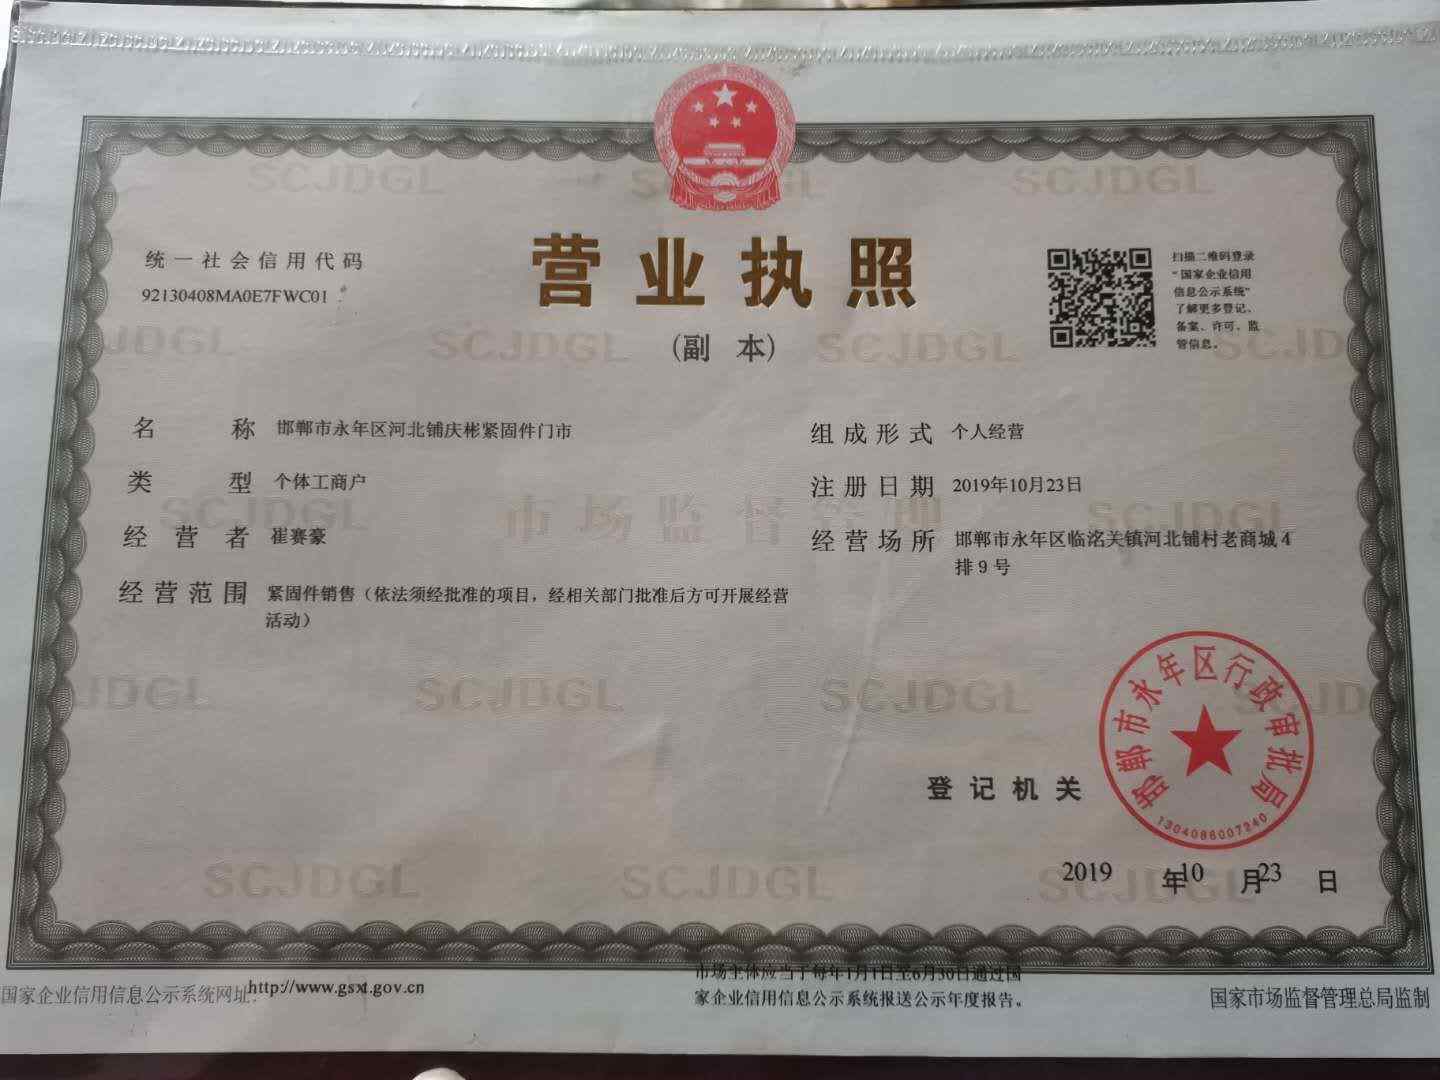 营业执照
(副 本)
统一社会信用代码
92130408MA0E7FWC01
扫描二维码登录
“国家企业信用
信息公示系统”
了解更多登记、
备案、许可、监
管信息。
名 称 邯郸市永年区河北铺庆彬紧固件门市
类 型 个体工商户
经 营 者 崔赛豪
经 营 范 围 紧固件销售（依法须经批准的项目，经相关部门批准后方可开展经营
活动）
组 成 形 式 个人经营
注 册 日 期 2019年10月23日
经 营 场 所 邯郸市永年区临洺关镇河北铺村老商城4
排9号
登 记 机 关
邯郸市永年区行政审批局
1304086007240
2019 年10 月23 日
国家企业信用信息公示系统网址：http://www.gsxt.gov.cn
市场主体应当于每年1月1日至6月30日通过国
家企业信用信息公示系统报送公示年度报告。
国家市场监督管理总局监制
SCJDGL
市场监督管理